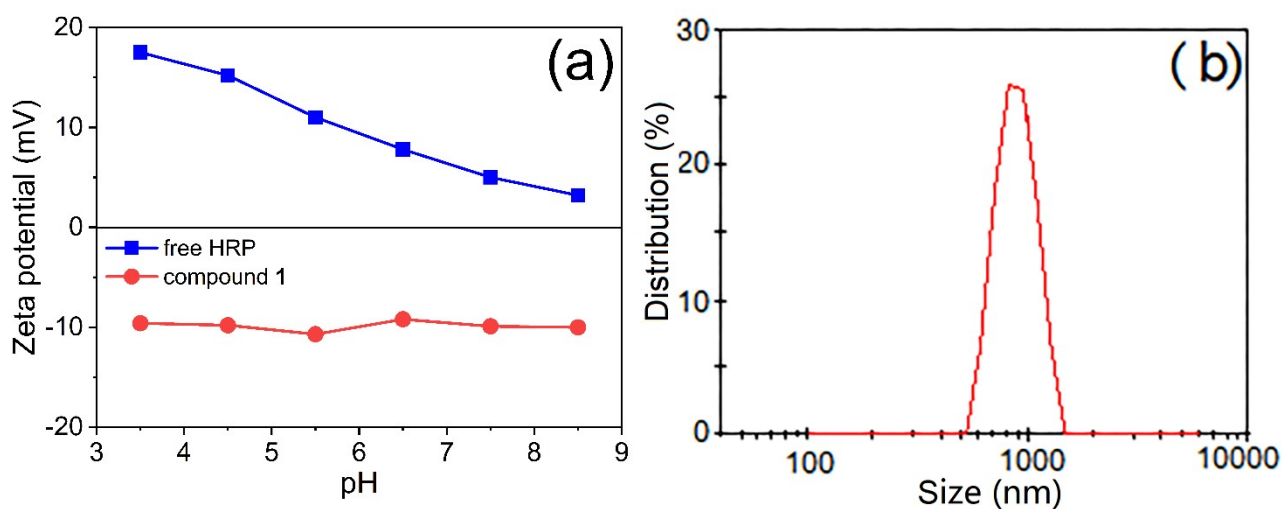 (a)
20
10
0
-10
-20
Zeta potential (mV)
free HRP
compound 1
3 4 5 6 7 8 9
pH
( b)
30
20
10
0
Distribution (%)
100 1000 10000
Size (nm)